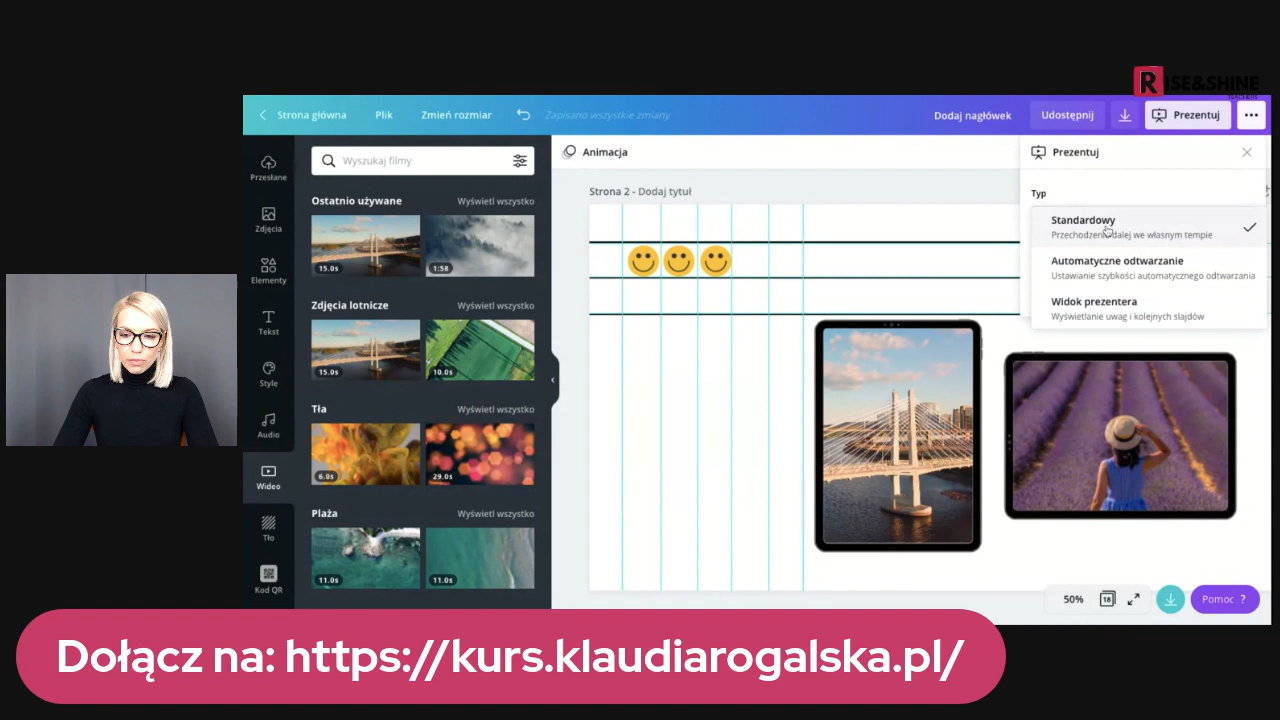 RISE&SHINE
TEACHERS
Strona główna
Plik
Zmień rozmiar
Zapisano wszystkie zmiany
Dodaj nagłówek
Udostępnij
Prezentuj
Przesłane
Zdjęcia
Elementy
Tekst
Style
Audio
Wideo
Tło
Kod QR
Wyszukaj filmy
Ostatnio używane
Wyświetl wszystko
15.0s
1:58
Zdjęcia lotnicze
Wyświetl wszystko
15.0s
10.0s
Tła
Wyświetl wszystko
6.0s
29.0s
Plaża
Wyświetl wszystko
11.0s
11.0s
Animacja
Strona 2 - Dodaj tytuł
Prezentuj
Typ
Standardowy
Przechodzenie dalej we własnym tempie
Automatyczne odtwarzanie
Ustawianie szybkości automatycznego odtwarzania
Widok prezentera
Wyświetlanie uwag i kolejnych slajdów
50%
18
Pomoc ?
Dołącz na: https://kurs.klaudiarogalska.pl/